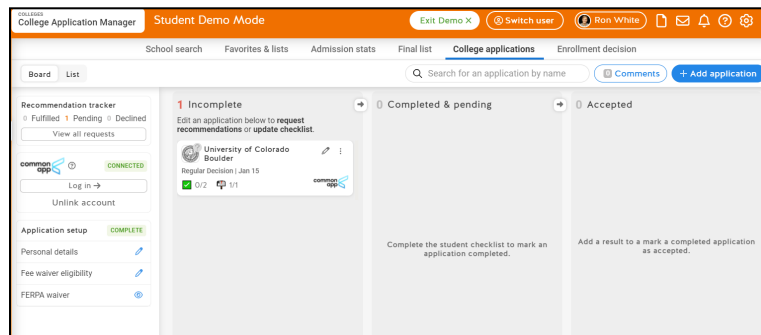 COLLEGES
College Application Manager
Student Demo Mode
Exit Demo ×
Switch user
Ron White
School search
Favorites & lists
Admission stats
Final list
College applications
Enrollment decision
Board
List
Search for an application by name
0 Comments
+ Add application
Recommendation tracker
0 Fulfilled 1 Pending 0 Declined
View all requests
common app
CONNECTED
Log in →
Unlink account
Application setup
COMPLETE
Personal details
Fee waiver eligibility
FERPA waiver
1 Incomplete
Edit an application below to request
recommendations or update checklist.
University of Colorado
Boulder
Regular Decision | Jan 15
0/2
1/1
common app
0 Completed & pending
Complete the student checklist to mark an
application completed.
0 Accepted
Add a result to a mark a completed application
as accepted.